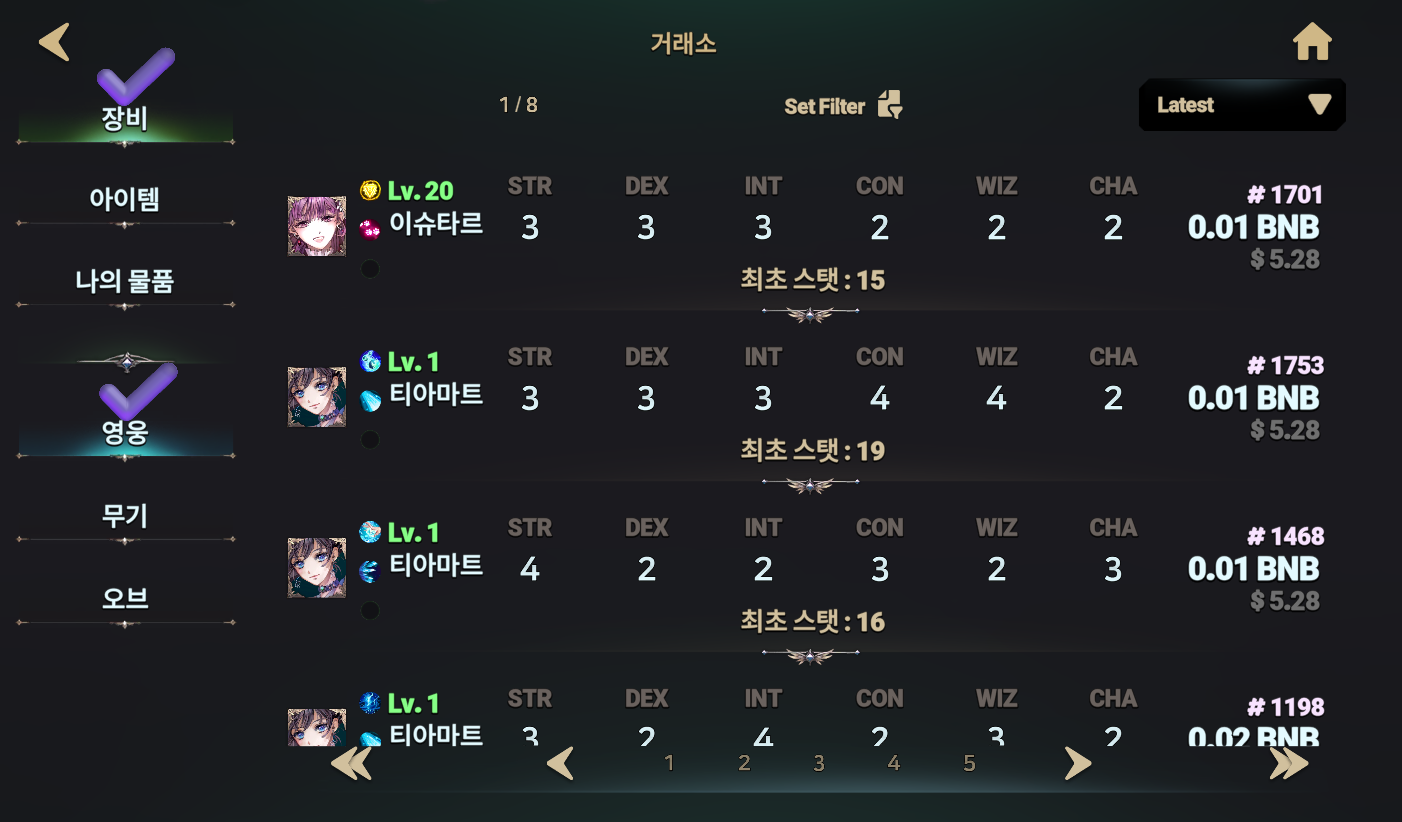 거래소
장비
1 / 8
Set Filter
Latest
아이템
나의 물품
영웅
무기
오브
Lv. 20
이슈타르
STR DEX INT CON WIZ CHA
3 3 3 2 2 2
최초 스탯 : 15
# 1701
0.01 BNB
$ 5.28
Lv. 1
티아마트
STR DEX INT CON WIZ CHA
3 3 3 4 4 2
최초 스탯 : 19
# 1753
0.01 BNB
$ 5.28
Lv. 1
티아마트
STR DEX INT CON WIZ CHA
4 2 2 3 2 3
최초 스탯 : 16
# 1468
0.01 BNB
$ 5.28
Lv. 1
티아마트
STR DEX INT CON WIZ CHA
3 2 4 2 3 2
# 1198
0.02 BNB
1 2 3 4 5